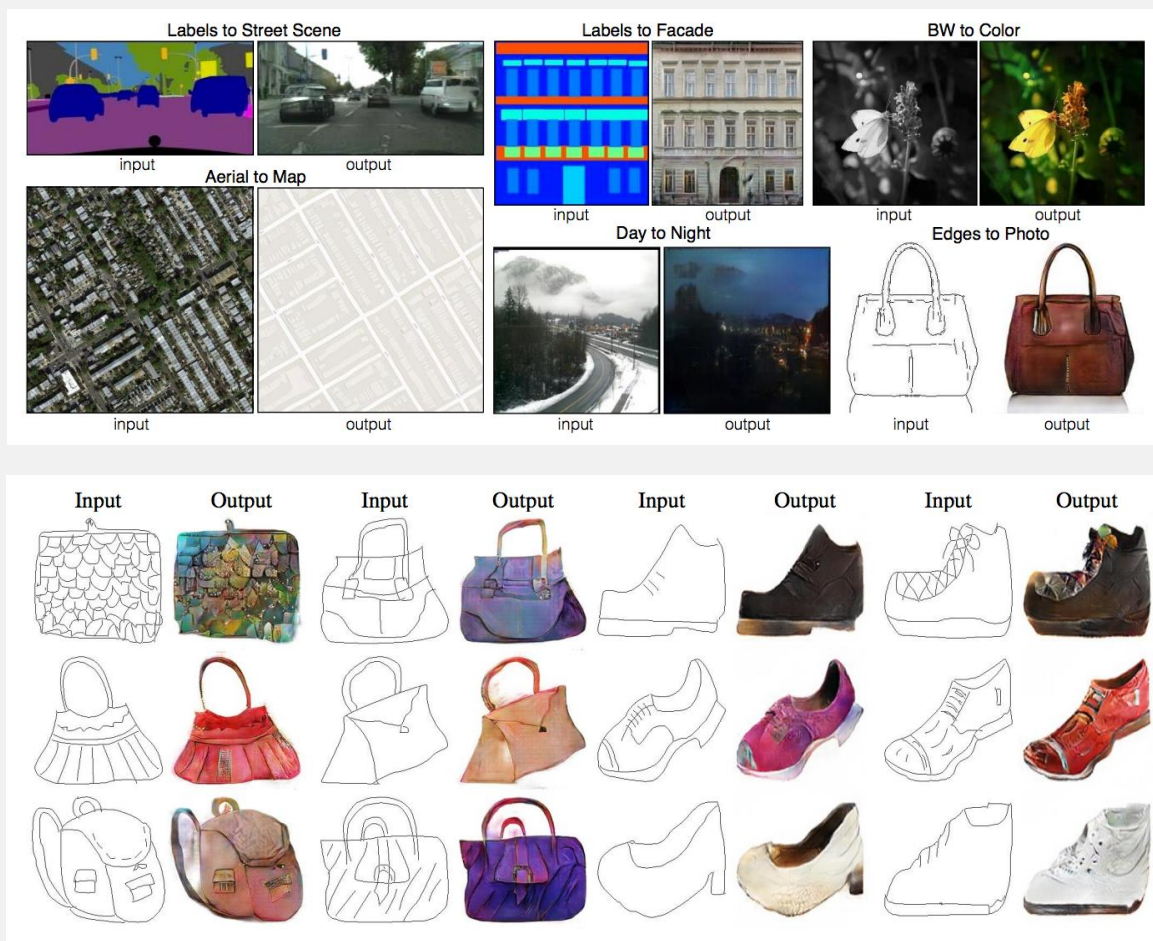 Labels to Street Scene
input
output
Aerial to Map
input
output
Labels to Facade
input
output
BW to Color
input
output
Day to Night
input
output
Edges to Photo
input
output
Input Output Input Output Input Output Input Output